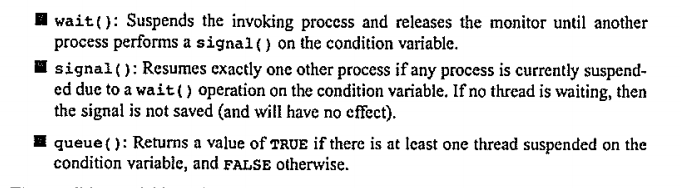 ■ wait(): Suspends the invoking process and releases the monitor until another
process performs a signal() on the condition variable.
■ signal(): Resumes exactly one other process if any process is currently suspend-
ed due to a wait() operation on the condition variable. If no thread is waiting, then
the signal is not saved (and will have no effect).
■ queue(): Returns a value of TRUE if there is at least one thread suspended on the
condition variable, and FALSE otherwise.